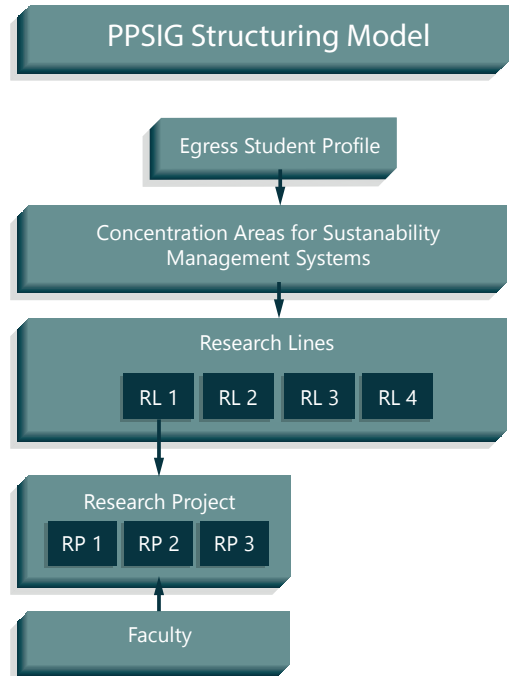 PPSIG Structuring Model
Egress Student Profile
Concentration Areas for Sustanability
Management Systems
Research Lines
RL 1
RL 2
RL 3
RL 4
Research Project
RP 1
RP 2
RP 3
Faculty